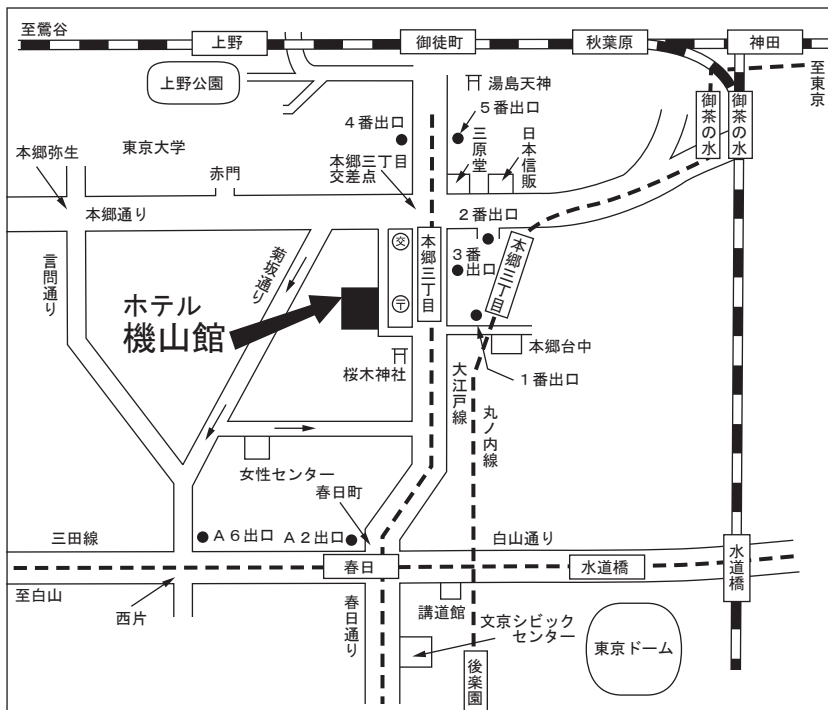 至鶯谷
上野
御徒町
秋葉原
神田
至東京
上野公園
湯島天神
５番出口
４番出口
御茶の水
御茶の水
東京大学
本郷弥生
赤門
本郷三丁目
交差点
三原堂
日本信販
本郷通り
２番出口
言問通り
菊坂通り
交
本郷三丁目
３番
出口
本郷三丁目
ホテル
機山館
〒
桜木神社
本郷台中
１番出口
大江戸線
丸ノ内線
女性センター
春日町
三田線
Ａ６出口
Ａ２出口
白山通り
春日
水道橋
水道橋
至白山
西片
春日通り
講道館
文京シビック
センター
後楽園
東京ドーム